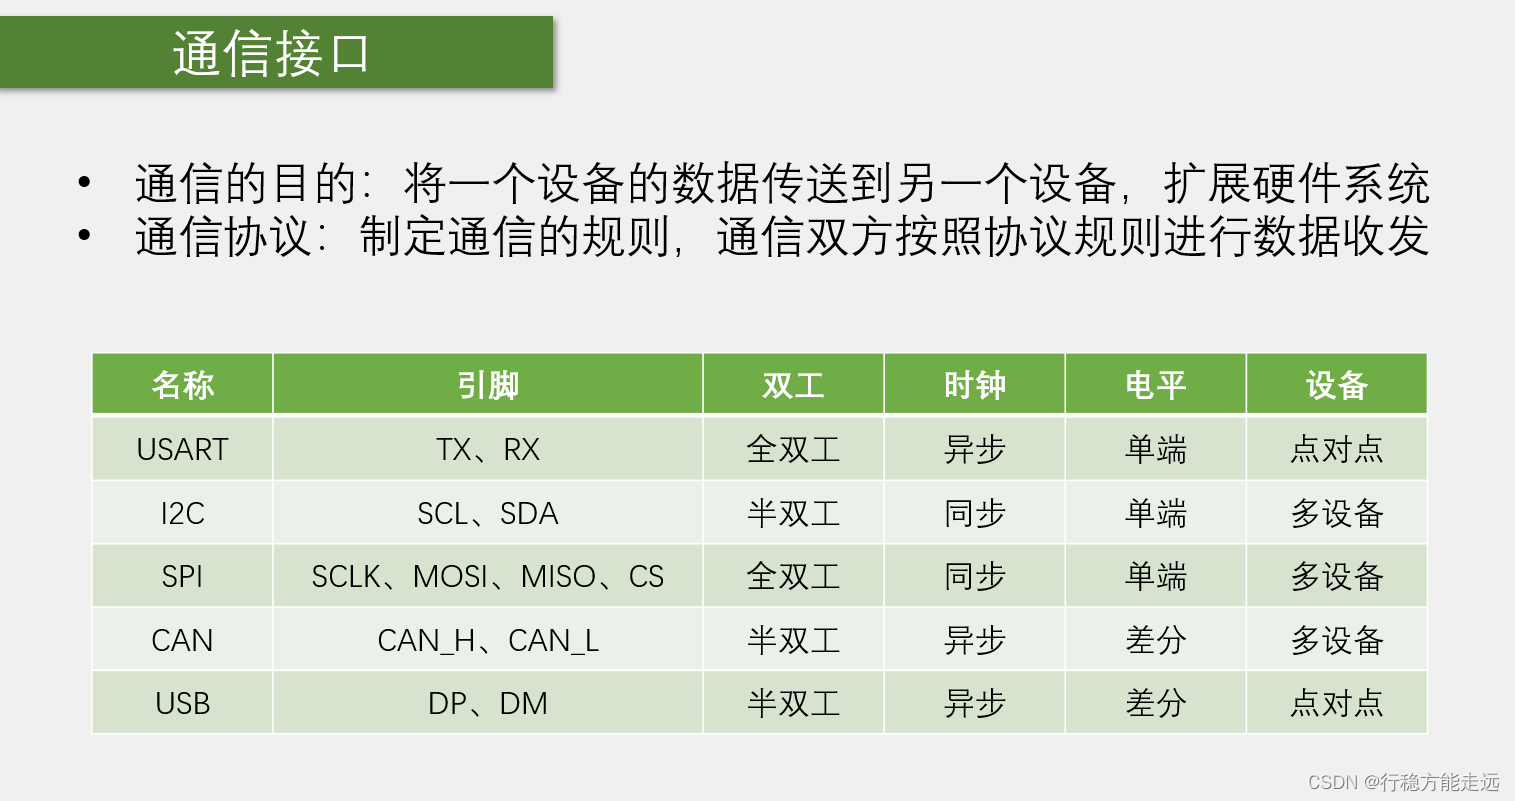 通信接口
• 通信的目的：将一个设备的数据传送到另一个设备，扩展硬件系统
• 通信协议：制定通信的规则，通信双方按照协议规则进行数据收发
名称 引脚 双工 时钟 电平 设备
USART TX、RX 全双工 异步 单端 点对点
I2C SCL、SDA 半双工 同步 单端 多设备
SPI SCLK、MOSI、MISO、CS 全双工 同步 单端 多设备
CAN CAN_H、CAN_L 半双工 异步 差分 多设备
USB DP、DM 半双工 异步 差分 点对点
CSDN @行稳方能走远